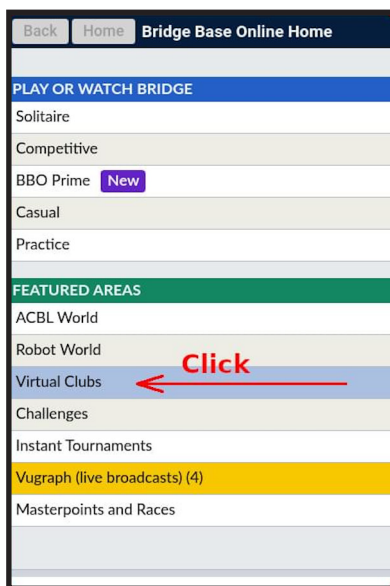 Back Home Bridge Base Online Home
PLAY OR WATCH BRIDGE
Solitaire
Competitive
BBO Prime New
Casual
Practice
FEATURED AREAS
ACBL World
Robot World
Click
Virtual Clubs
Challenges
Instant Tournaments
Vugraph (live broadcasts) (4)
Masterpoints and Races